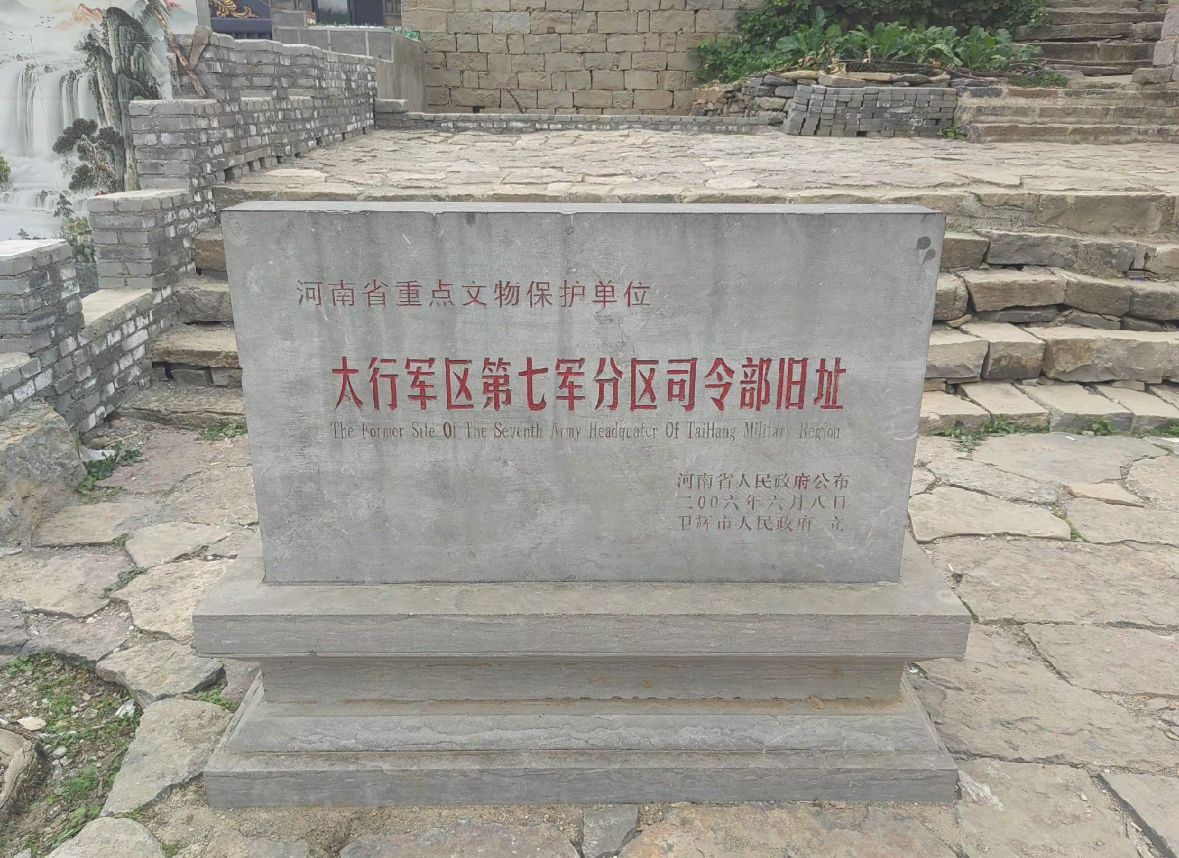 河南省重点文物保护单位
太行军区第七军分区司令部旧址
The Former Site Of The Seventh Army Headquater Of TaiHang Military Region
河南省人民政府公布
二00六年六月八日
卫辉市人民政府 立